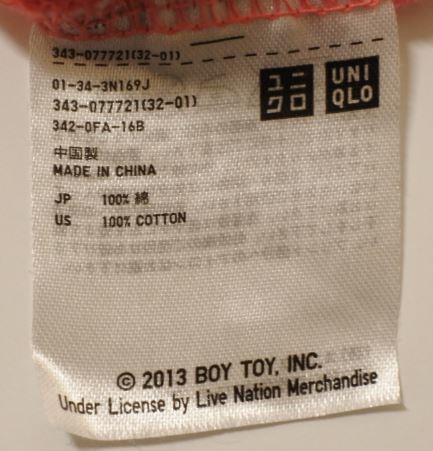 343-077721(32-01)
01-34-3N169J
343-077721(32-01)
342-0FA-16B
ユニ
クロ
UNI
QLO
中国製
MADE IN CHINA
JP 100% 綿
US 100% COTTON
© 2013 BOY TOY, INC.
Under License by Live Nation Merchandise